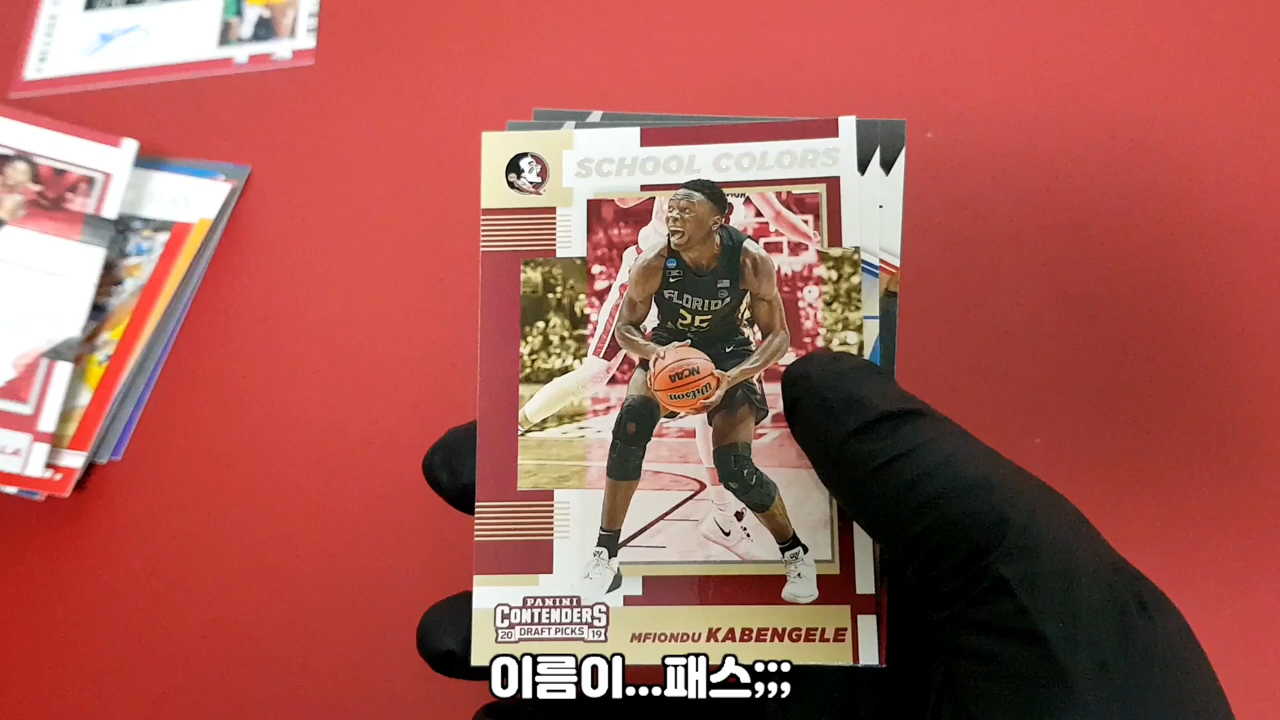 SCHOOL COLORS
FLORIDA
25
NCAA
Wilson
PANINI
CONTENDERS
20 DRAFT PICKS 19
MFIONDU KABENGELE
이름이...패스;;;